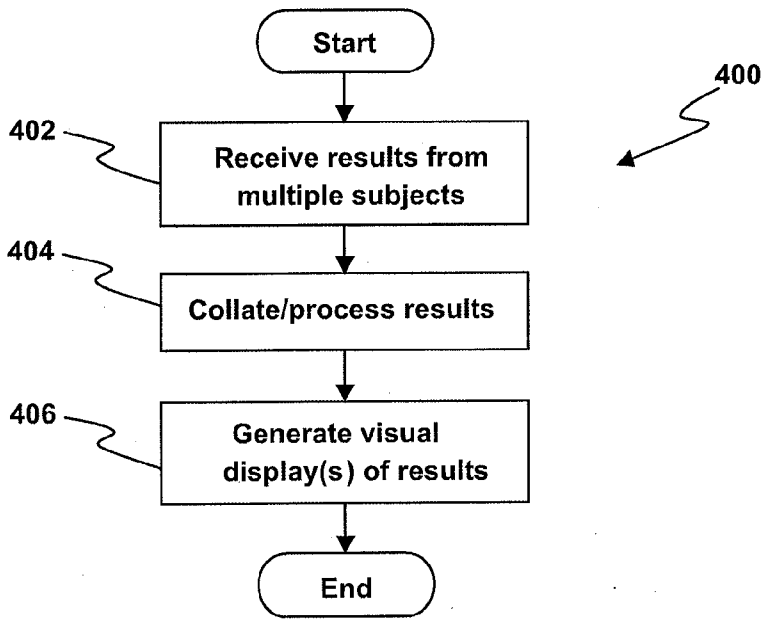 Start
400
402
Receive results from
multiple subjects
404
Collate/process results
406
Generate visual
display(s) of results
End